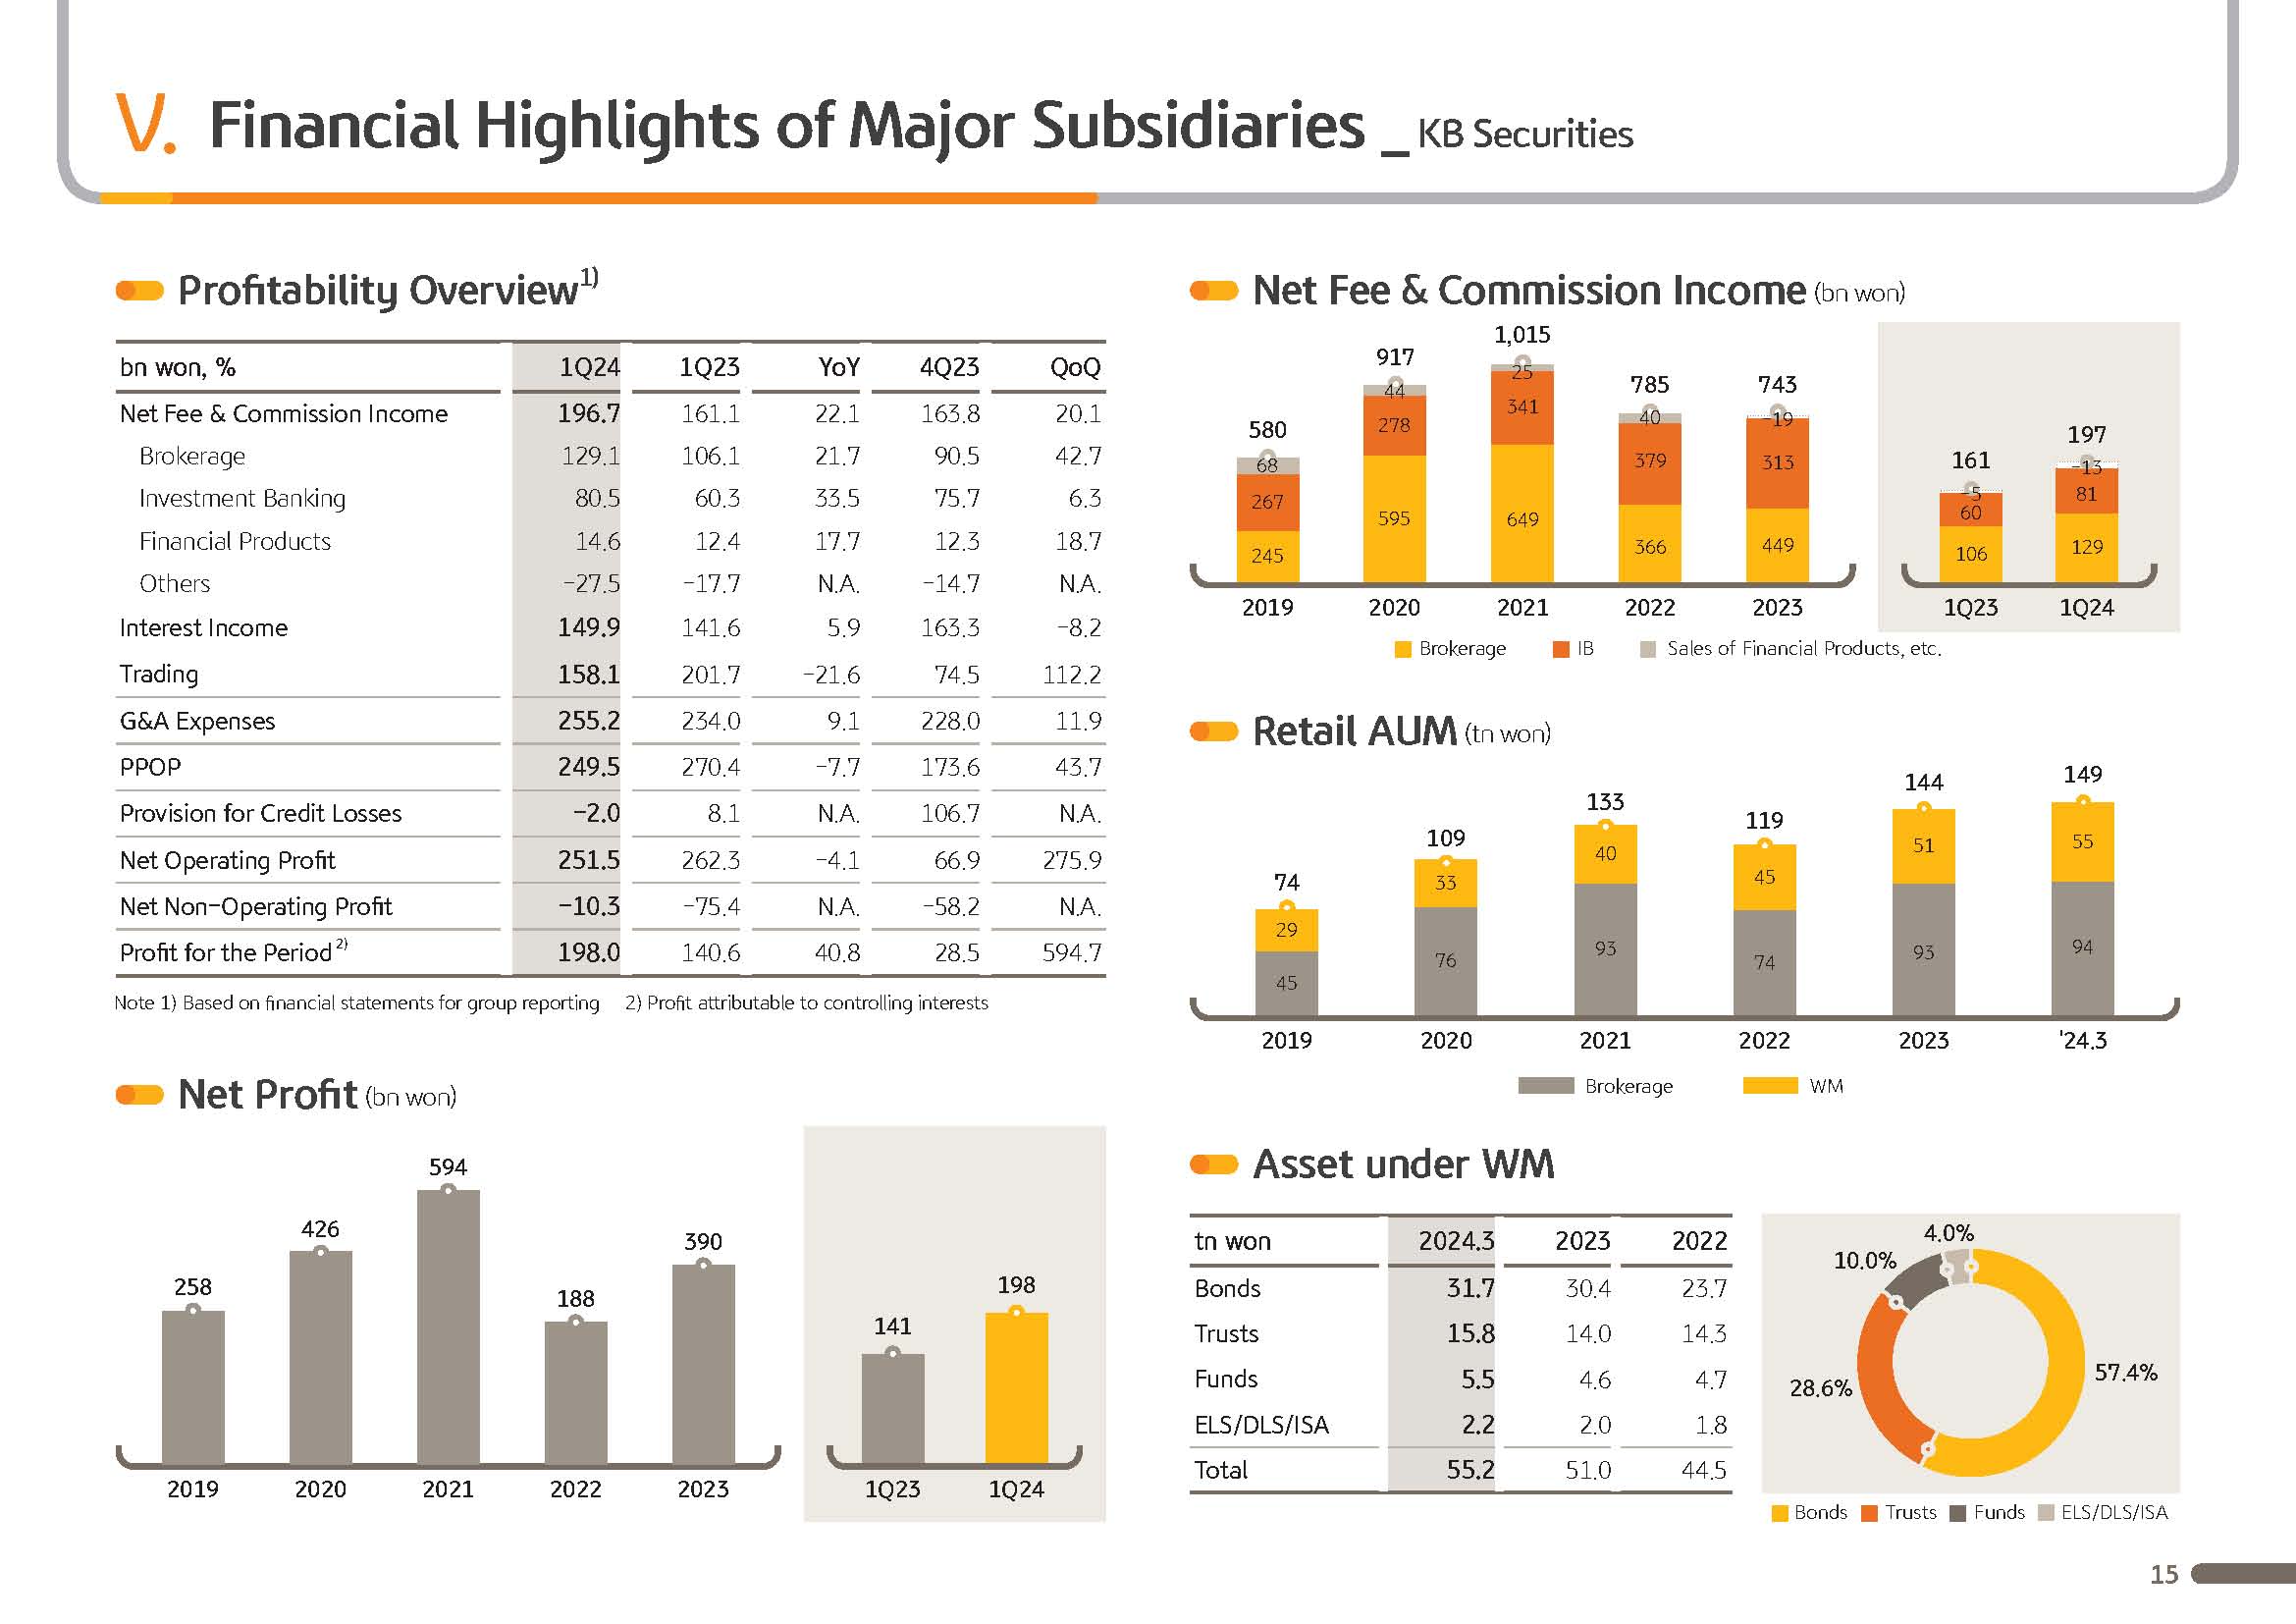 V. Financial Highlights of Major Subsidiaries _ KB Securities
Profitability Overview1)
bn won, % 1Q24 1Q23 YoY 4Q23 QoQ
Net Fee & Commission Income 196.7 161.1 22.1 163.8 20.1
Brokerage 129.1 106.1 21.7 90.5 42.7
Investment Banking 80.5 60.3 33.5 75.7 6.3
Financial Products 14.6 12.4 17.7 12.3 18.7
Others -27.5 -17.7 N.A. -14.7 N.A.
Interest Income 149.9 141.6 5.9 163.3 -8.2
Trading 158.1 201.7 -21.6 74.5 112.2
G&A Expenses 255.2 234.0 9.1 228.0 11.9
PPOP 249.5 270.4 -7.7 173.6 43.7
Provision for Credit Losses -2.0 8.1 N.A. 106.7 N.A.
Net Operating Profit 251.5 262.3 -4.1 66.9 275.9
Net Non-Operating Profit -10.3 -75.4 N.A. -58.2 N.A.
Profit for the Period 2) 198.0 140.6 40.8 28.5 594.7
Note 1) Based on financial statements for group reporting 2) Profit attributable to controlling interests
Net Profit (bn won)
258 426 594 188 390
141 198
2019 2020 2021 2022 2023
1Q23 1Q24
Net Fee & Commission Income (bn won)
580 917 1,015 785 743
161 197
68 44 25 40 -19 -5 -13
267 278 341 379 313 60 81
245 595 649 366 449 106 129
2019 2020 2021 2022 2023 1Q23 1Q24
Brokerage IB Sales of Financial Products, etc.
Retail AUM (tn won)
74 109 133 119 144 149
29 33 40 45 51 55
45 76 93 74 93 94
2019 2020 2021 2022 2023 '24.3
Brokerage WM
Asset under WM
tn won 2024.3 2023 2022
Bonds 31.7 30.4 23.7
Trusts 15.8 14.0 14.3
Funds 5.5 4.6 4.7
ELS/DLS/ISA 2.2 2.0 1.8
Total 55.2 51.0 44.5
4.0%
10.0%
57.4%
28.6%
Bonds Trusts Funds ELS/DLS/ISA
15